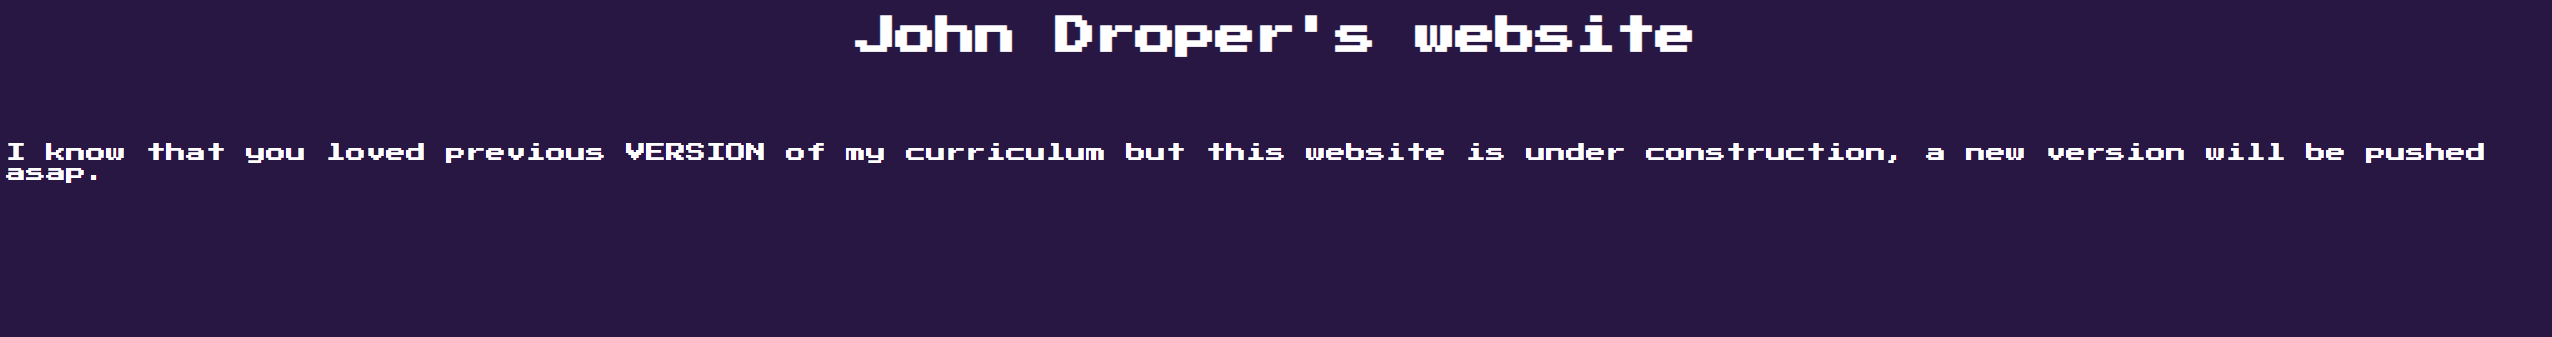 John Droper's website
I know that you loved previous VERSION of my curriculum but this website is under construction, a new version will be pushed
asap.